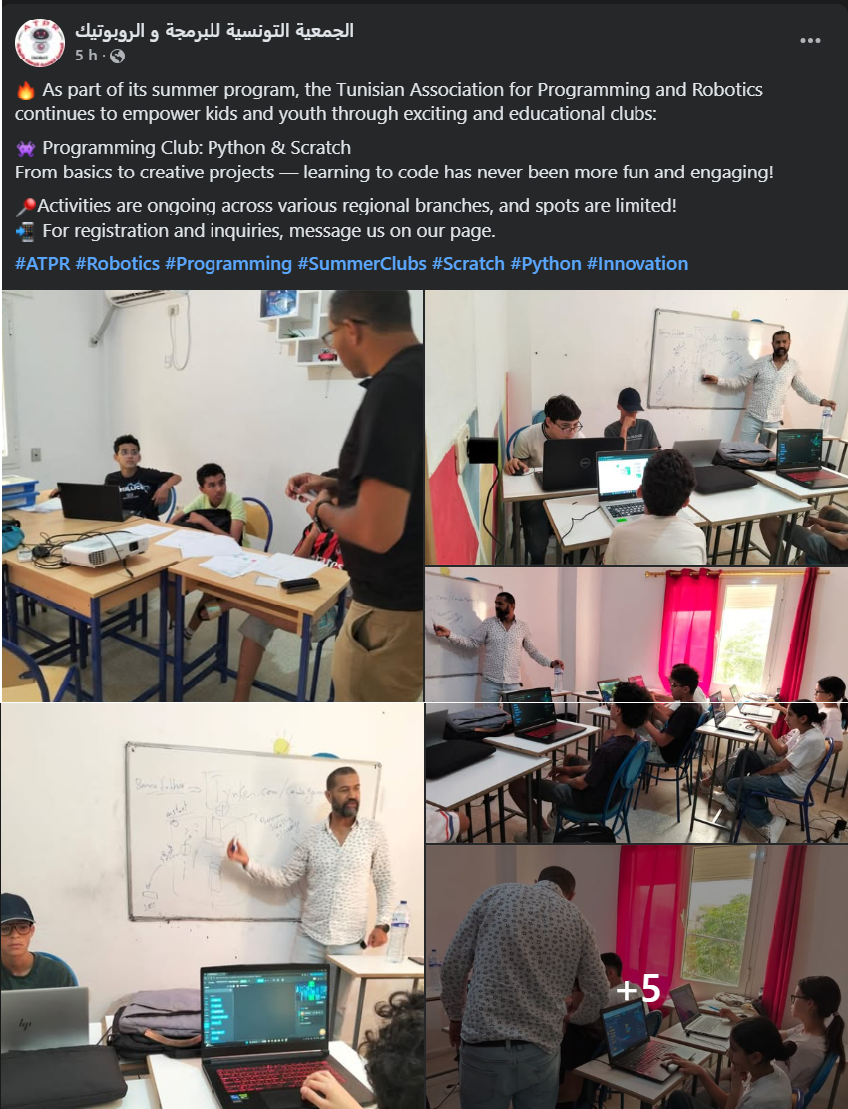 الجمعية التونسية للبرمجة و الروبوتيك
5 h ·
🔥 As part of its summer program, the Tunisian Association for Programming and Robotics
continues to empower kids and youth through exciting and educational clubs:
👾 Programming Club: Python & Scratch
From basics to creative projects — learning to code has never been more fun and engaging!
📍Activities are ongoing across various regional branches, and spots are limited!
📲 For registration and inquiries, message us on our page.
#ATPR #Robotics #Programming #SummerClubs #Scratch #Python #Innovation
ATPR
DELL
hp
+5